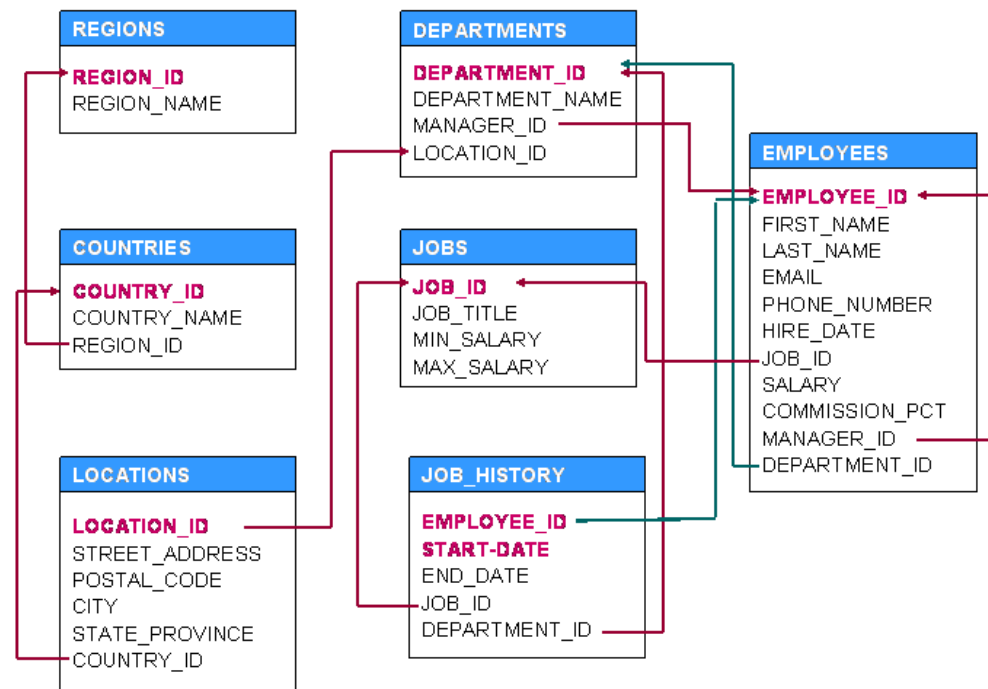 REGIONS
REGION_ID
REGION_NAME
DEPARTMENTS
DEPARTMENT_ID
DEPARTMENT_NAME
MANAGER_ID
LOCATION_ID
EMPLOYEES
EMPLOYEE_ID
FIRST_NAME
LAST_NAME
EMAIL
PHONE_NUMBER
HIRE_DATE
JOB_ID
SALARY
COMMISSION_PCT
MANAGER_ID
DEPARTMENT_ID
COUNTRIES
COUNTRY_ID
COUNTRY_NAME
REGION_ID
JOBS
JOB_ID
JOB_TITLE
MIN_SALARY
MAX_SALARY
LOCATIONS
LOCATION_ID
STREET_ADDRESS
POSTAL_CODE
CITY
STATE_PROVINCE
COUNTRY_ID
JOB_HISTORY
EMPLOYEE_ID
START-DATE
END_DATE
JOB_ID
DEPARTMENT_ID